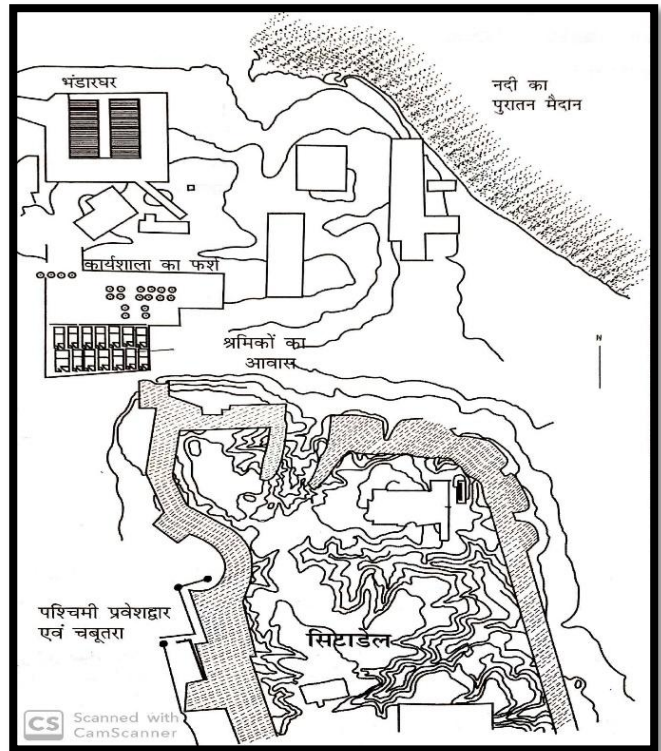 भंडारघर
नदी का
पुरातन मैदान
कार्यशाला का फर्श
श्रमिकों का
आवास
N
पश्चिमी प्रवेशद्वार
एवं चबूतरा
सिटाडेल
CS Scanned with
CamScanner